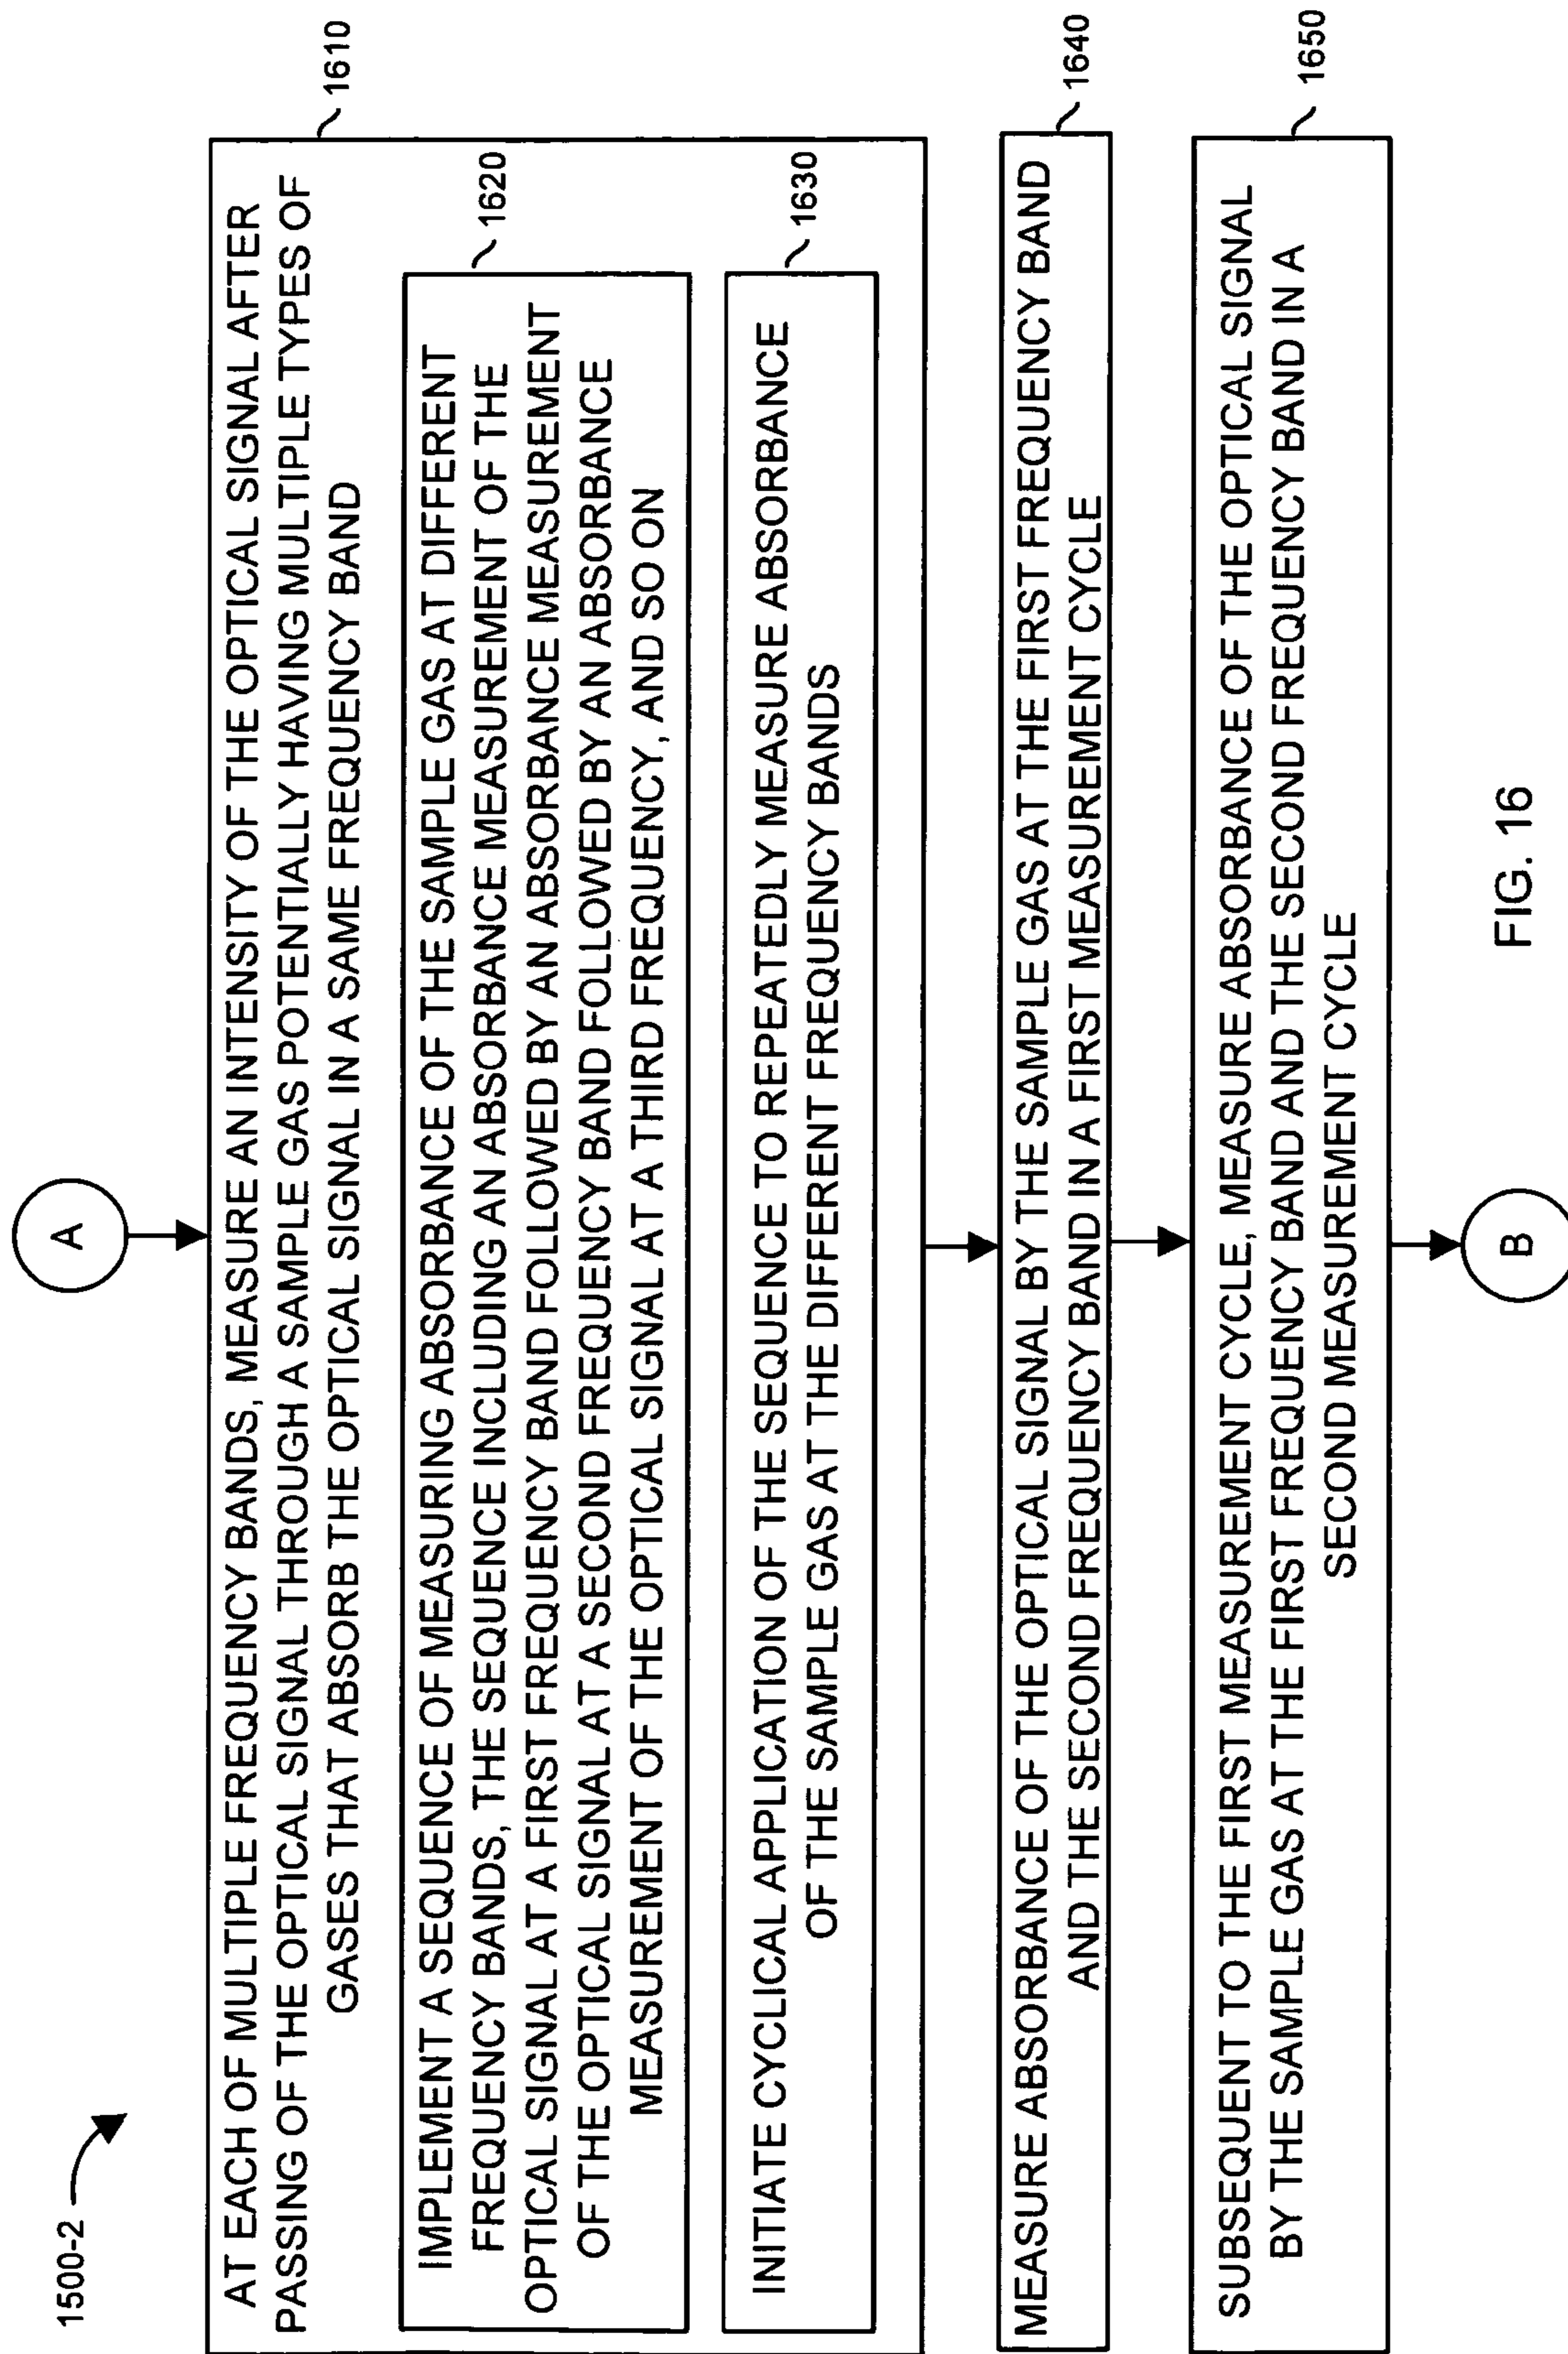 1500-2
A
AT EACH OF MULTIPLE FREQUENCY BANDS, MEASURE AN INTENSITY OF THE OPTICAL SIGNAL AFTER
PASSING OF THE OPTICAL SIGNAL THROUGH A SAMPLE GAS POTENTIALLY HAVING MULTIPLE TYPES OF
GASES THAT ABSORB THE OPTICAL SIGNAL IN A SAME FREQUENCY BAND
1610
IMPLEMENT A SEQUENCE OF MEASURING ABSORBANCE OF THE SAMPLE GAS AT DIFFERENT
FREQUENCY BANDS, THE SEQUENCE INCLUDING AN ABSORBANCE MEASUREMENT OF THE
OPTICAL SIGNAL AT A FIRST FREQUENCY BAND FOLLOWED BY AN ABSORBANCE MEASUREMENT
OF THE OPTICAL SIGNAL AT A SECOND FREQUENCY BAND FOLLOWED BY AN ABSORBANCE
MEASUREMENT OF THE OPTICAL SIGNAL AT A THIRD FREQUENCY, AND SO ON
1620
INITIATE CYCLICAL APPLICATION OF THE SEQUENCE TO REPEATEDLY MEASURE ABSORBANCE
OF THE SAMPLE GAS AT THE DIFFERENT FREQUENCY BANDS
1630
MEASURE ABSORBANCE OF THE OPTICAL SIGNAL BY THE SAMPLE GAS AT THE FIRST FREQUENCY BAND
AND THE SECOND FREQUENCY BAND IN A FIRST MEASUREMENT CYCLE
1640
SUBSEQUENT TO THE FIRST MEASUREMENT CYCLE, MEASURE ABSORBANCE OF THE OPTICAL SIGNAL
BY THE SAMPLE GAS AT THE FIRST FREQUENCY BAND AND THE SECOND FREQUENCY BAND IN A
SECOND MEASUREMENT CYCLE
1650
B
FIG. 16